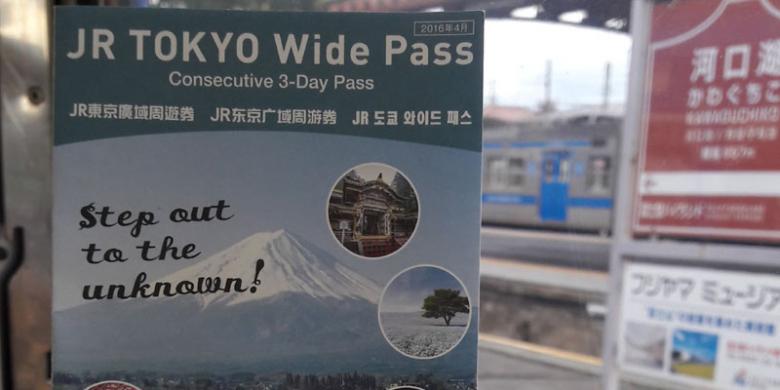 2016年4月
JR TOKYO Wide Pass
Consecutive 3-Day Pass
JR東京廣域周遊券 JR东京广域周游券 JR 도쿄 와이드 패스
Step out
to the
unknown!
河口湖
かわぐちこ
KAWAGUCHIKO
フジヤマ ミュージア